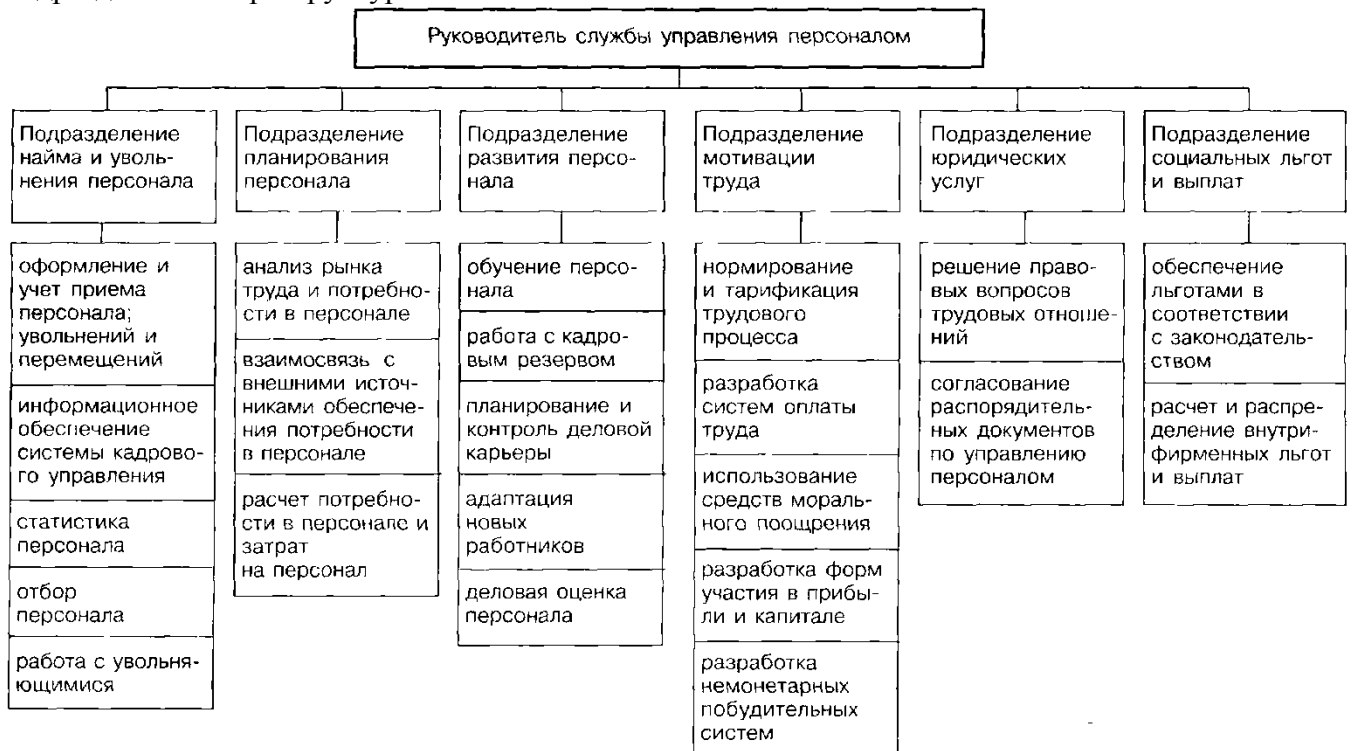 Руководитель службы управления персоналом
Подразделение
найма и уволь-
нения персонала
Подразделение
планирования
персонала
Подразделение
развития персо-
нала
Подразделение
мотивации
труда
Подразделение
юридических
услуг
Подразделение
социальных льгот
и выплат
оформление и
учет приема
персонала;
увольнений и
перемещений
информационное
обеспечение
системы кадрово-
го управления
статистика
персонала
отбор
персонала
работа с увольня-
ющимися
анализ рынка
труда и потребно-
сти в персонале
взаимосвязь с
внешними источ-
никами обеспече-
ния потребности
в персонале
расчет потребно-
сти в персонале и
затрат
на персонал
обучение персо-
нала
работа с кадро-
вым резервом
планирование и
контроль деловой
карьеры
адаптация
новых
работников
деловая оценка
персонала
нормирование
и тарификация
трудового
процесса
разработка
систем оплаты
труда
использование
средств мораль-
ного поощрения
разработка форм
участия в прибы-
ли и капитале
разработка
немонетарных
побудительных
систем
решение право-
вых вопросов
трудовых отноше-
ний
согласование
распорядитель-
ных документов
по управлению
персоналом
обеспечение
льготами в
соответствии
с законодатель-
ством
расчет и распре-
деление внутри-
фирменных льгот
и выплат